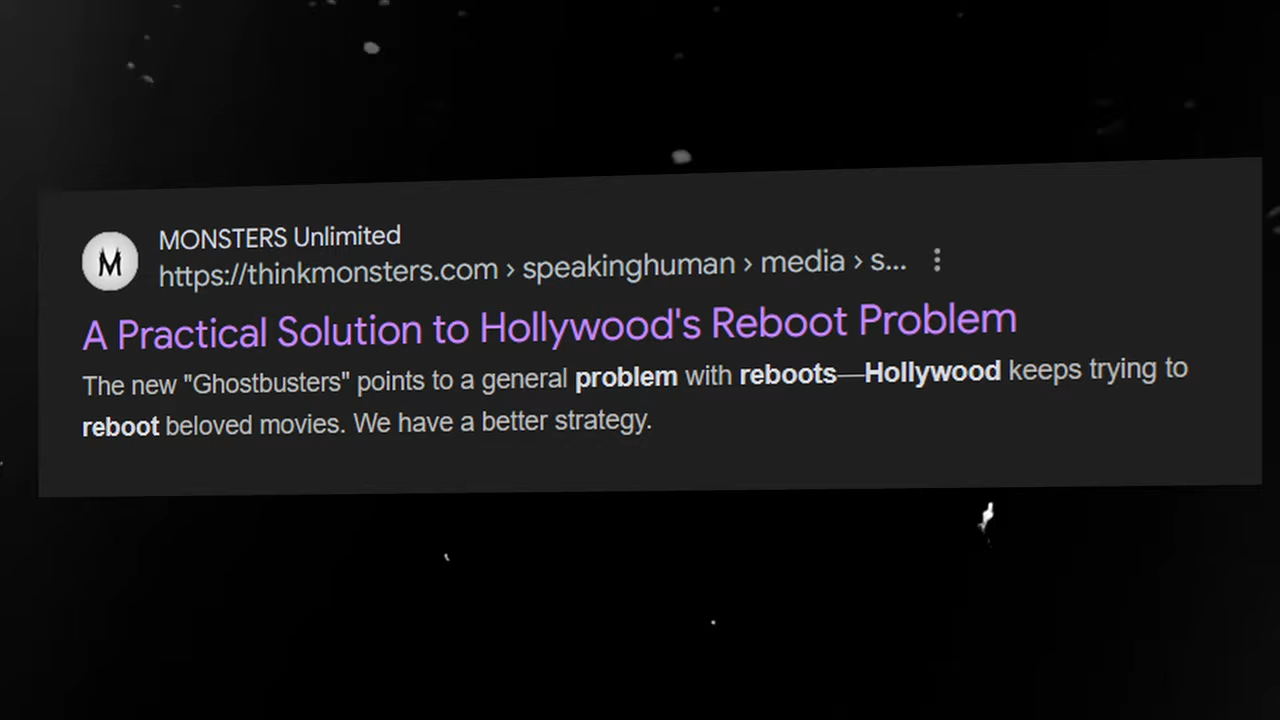 M
MONSTERS Unlimited
https://thinkmonsters.com › speakinghuman › media › s...
A Practical Solution to Hollywood's Reboot Problem
The new "Ghostbusters" points to a general problem with reboots—Hollywood keeps trying to
reboot beloved movies. We have a better strategy.